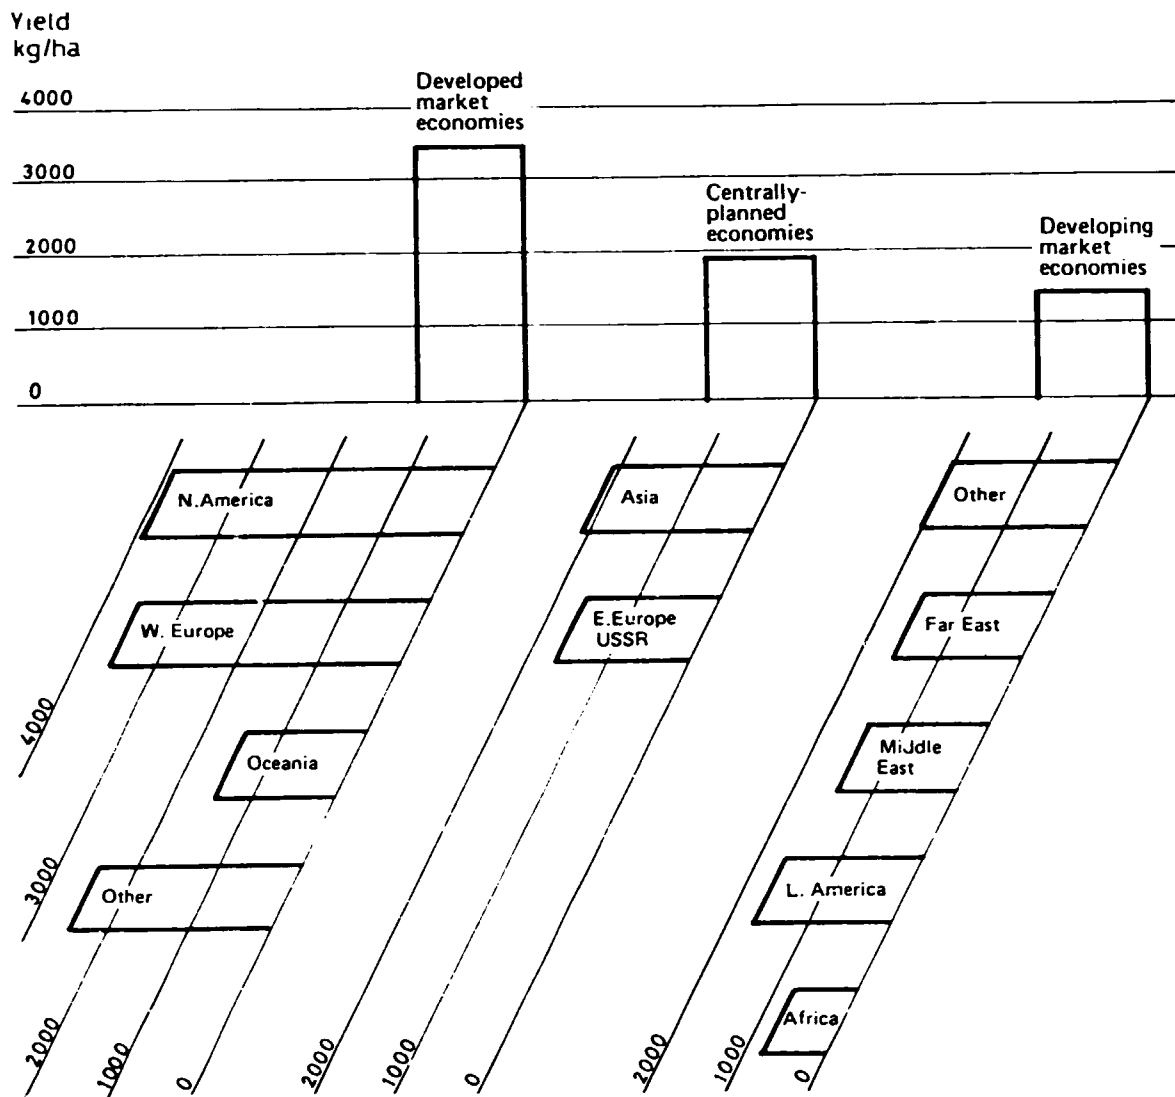 Yield
kg/ha
4000
3000
2000
1000
0
Developed
market
economies
Centrally-
planned
economies
Developing
market
economies
N.America
W. Europe
Oceania
Other
4000
3000
2000
1000
0
Asia
E.Europe
USSR
2000
1000
0
Other
Far East
Middle
East
L. America
Africa
2000
1000
0